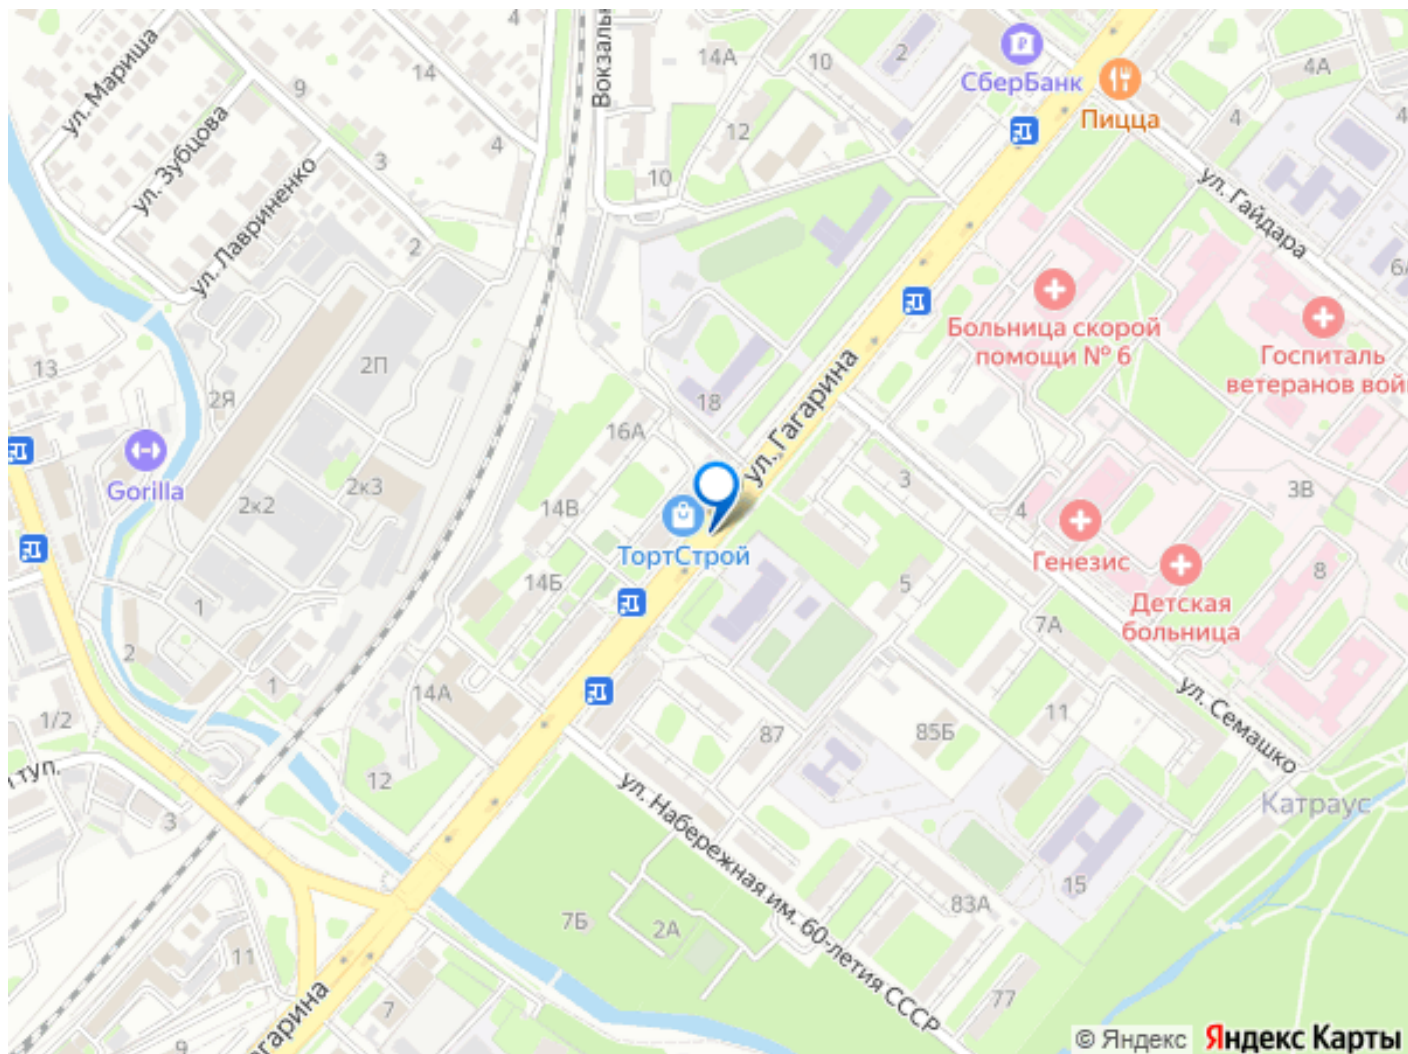 4
14А
10
2
СберБанк
Пицца
4А
4
ул. Мариша
14
9
Вокзальн
12
4
4
ул. Зубцова
3
10
ул. Гайдара
ул. Лавриненко
2
6А
Больница скорой
помощи № 6
Госпиталь
ветеранов вой
13
2П
2Я
18
ул. Гагарина
16А
3
Gorilla
2к3
2к2
14В
3В
4
ТортСтрой
Генезис
14Б
5
8
Детская
больница
1
7А
2
1
14А
ул. Семашко
1/2
87
85Б
11
туп.
12
3
Катраус
ул. Набережная им. 60-летия СССР
15
7Б
2А
83А
11
77
7
агарина
9
© Яндекс Яндекс Карты